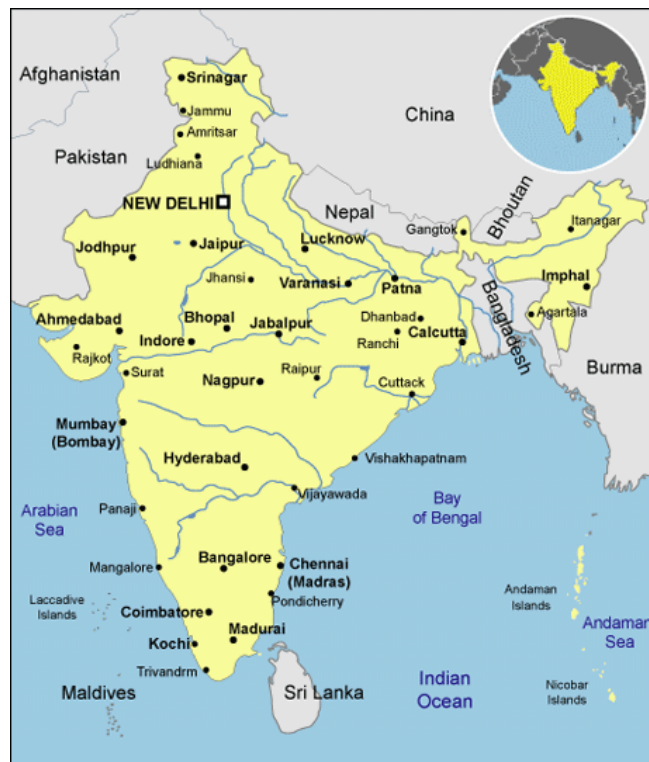 Afghanistan
Srinagar
China
Jammu
Amritsar
Pakistan
Ludhiana
NEW DELHI
Nepal
Bhoutan
Gangtok
Itanagar
Jodhpur
Jaipur
Lucknow
Jhansi
Varanasi
Patna
Imphal
Bangladesh
Ahmedabad
Bhopal
Jabalpur
Dhanbad
Agartala
Indore
Ranchi
Calcutta
Rajkot
Surat
Nagpur
Raipur
Cuttack
Burma
Mumbai
(Bombay)
Hyderabad
Vishakhapatnam
Vijayawada
Arabian
Sea
Panaji
Bay
of Bengal
Mangalore
Bangalore
Chennai
(Madras)
Laccadive
Islands
Pondicherry
Andaman
Islands
Coimbatore
Andaman
Sea
Kochi
Madurai
Trivandrm
Maldives
Sri Lanka
Indian
Ocean
Nicobar
Islands